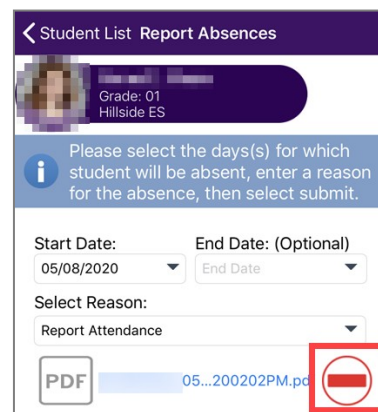 Student List Report Absences
Grade: 01
Hillside ES
Please select the days(s) for which
student will be absent, enter a reason
for the absence, then select submit.
Start Date: End Date: (Optional)
05/08/2020 End Date
Select Reason:
Report Attendance
PDF 05...200202PM.pd